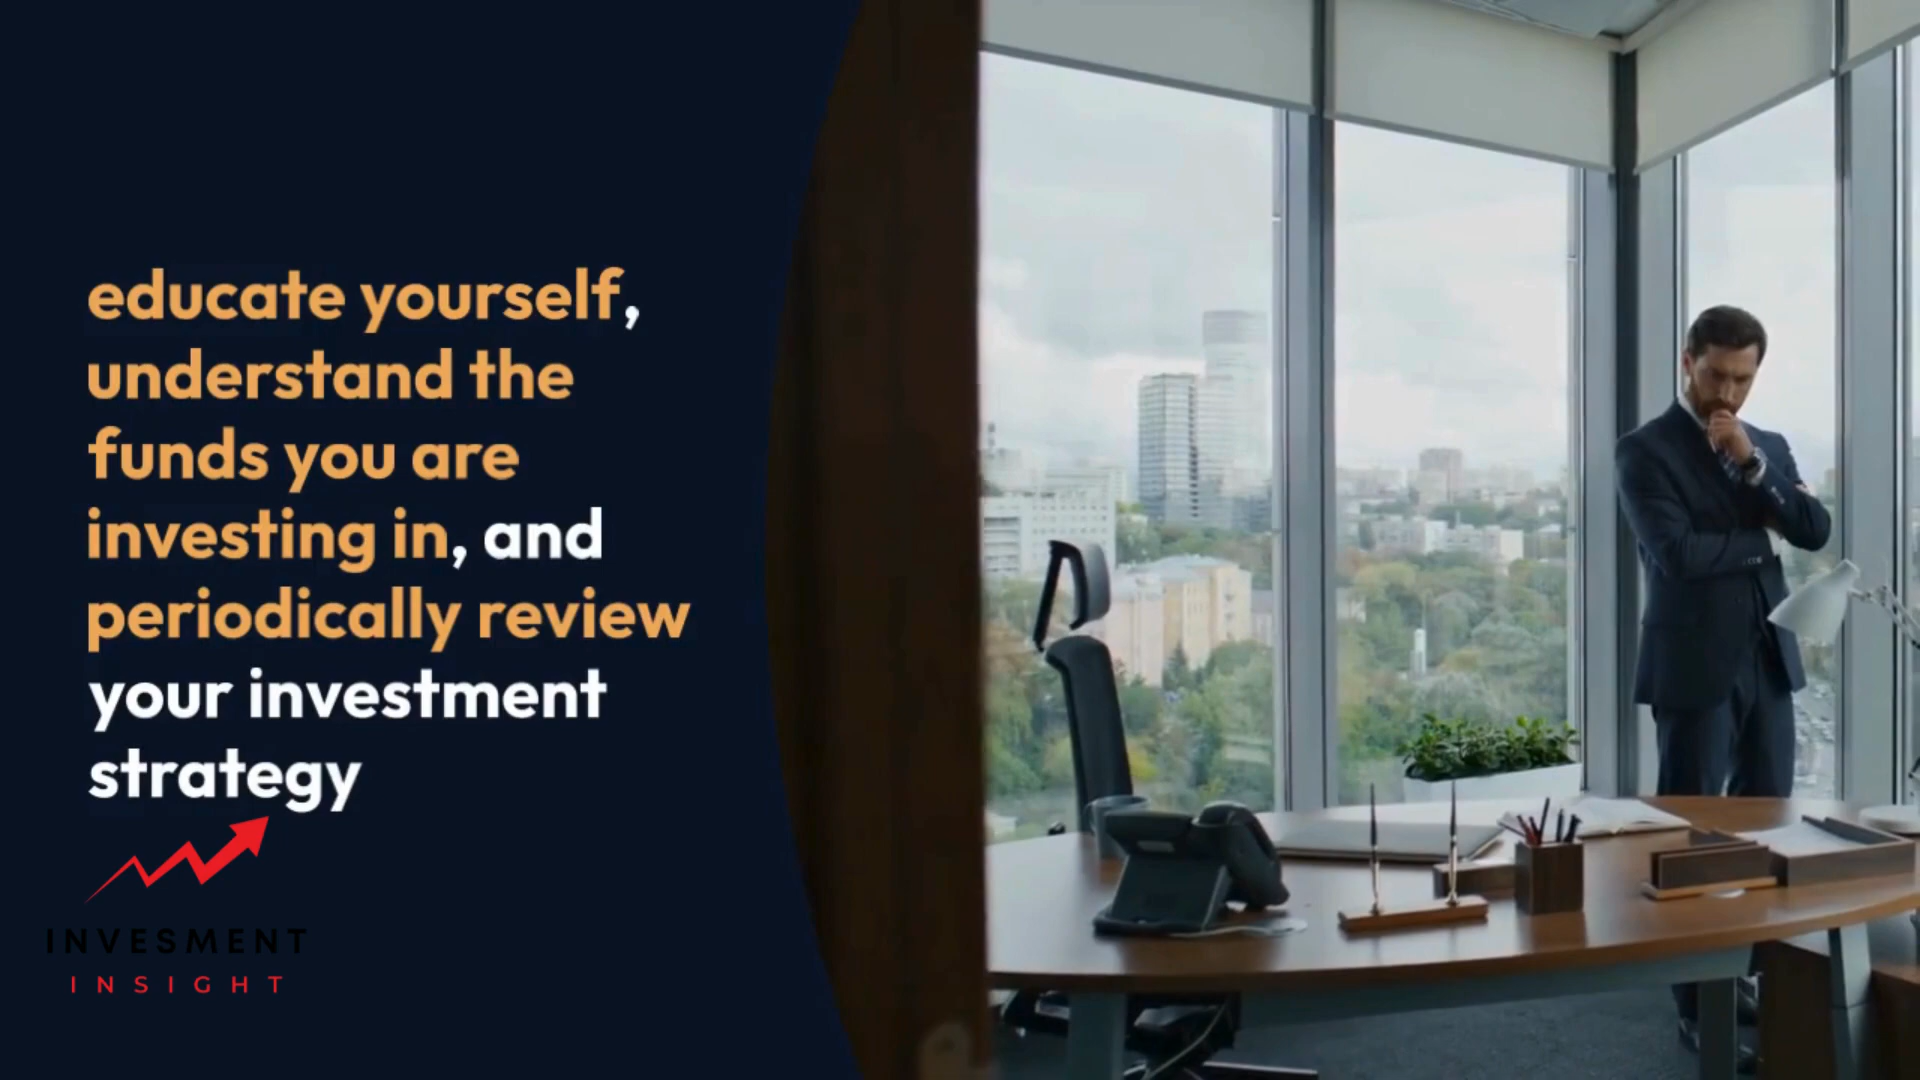 educate yourself,
understand the
funds you are
investing in, and
periodically review
your investment
strategy
INVESMENT
INSIGHT